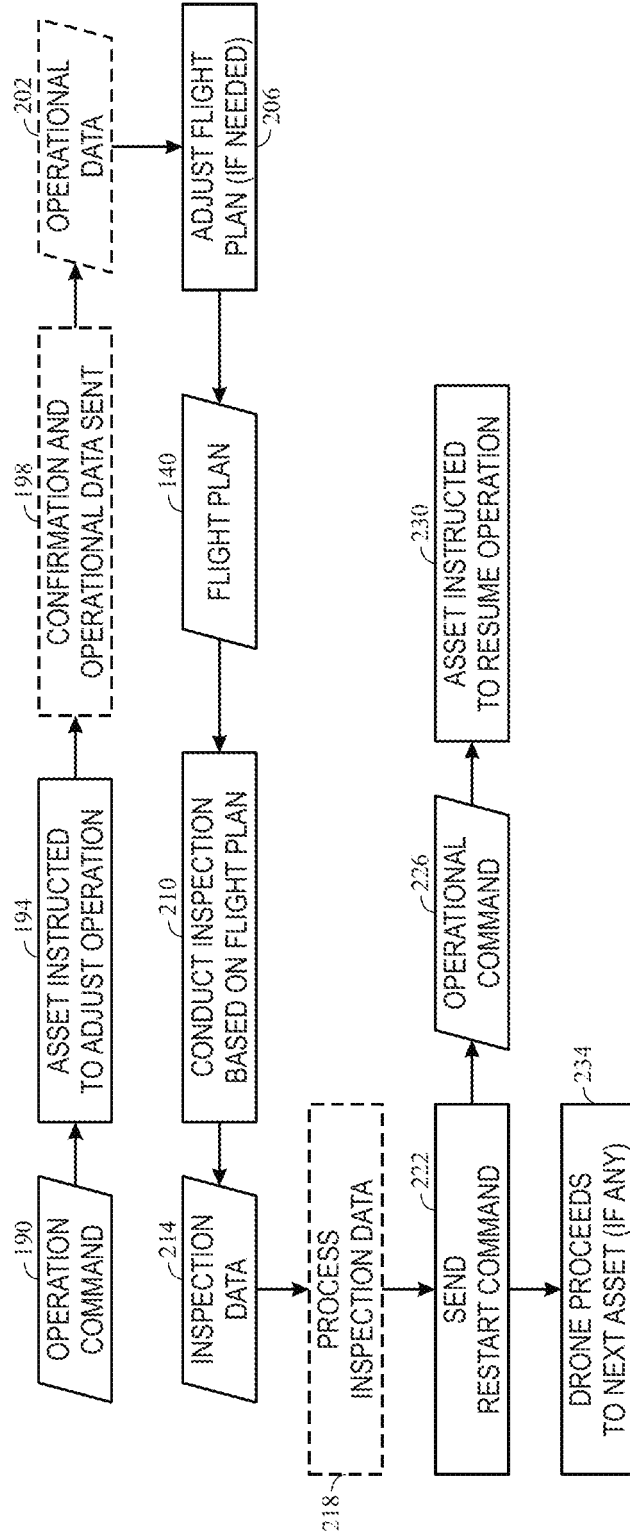 190
OPERATION
COMMAND
194
ASSET INSTRUCTED
TO ADJUST OPERATION
198
CONFIRMATION AND
OPERATIONAL DATA SENT
202
OPERATIONAL
DATA
206
ADJUST FLIGHT
PLAN (IF NEEDED)
140
FLIGHT PLAN
210
CONDUCT INSPECTION
BASED ON FLIGHT PLAN
214
INSPECTION
DATA
218
PROCESS
INSPECTION DATA
222
SEND
RESTART COMMAND
226
OPERATIONAL
COMMAND
230
ASSET INSTRUCTED
TO RESUME OPERATION
234
DRONE PROCEEDS
TO NEXT ASSET (IF ANY)